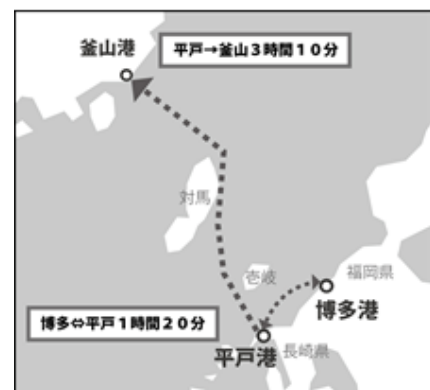 釜山港
平戸→釜山3時間10分
対馬
壱岐
福岡県
博多港
博多⇔平戸1時間20分
平戸港
長崎県